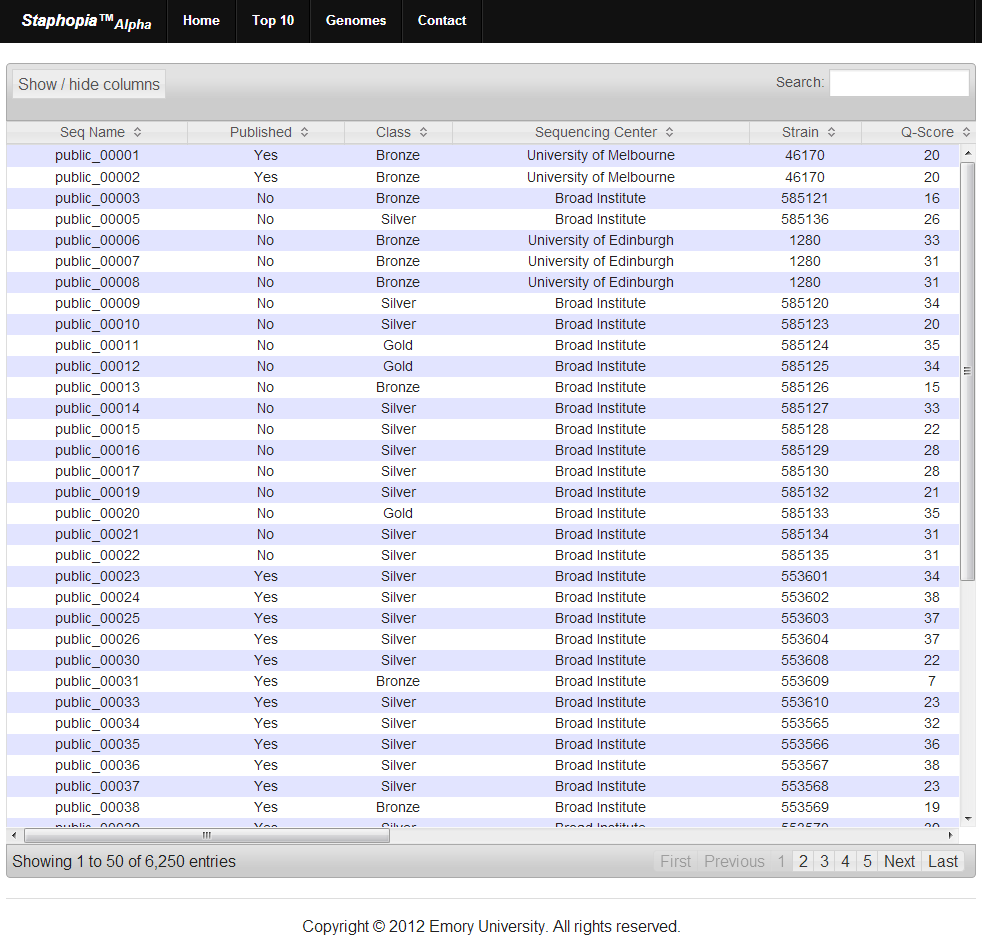 Staphopia™Alpha Home Top 10 Genomes Contact
Show / hide columns Search:
Seq Name Published Class Sequencing Center Strain Q-Score
public_00001 Yes Bronze University of Melbourne 46170 20
public_00002 Yes Bronze University of Melbourne 46170 20
public_00003 No Bronze Broad Institute 585121 16
public_00005 No Silver Broad Institute 585136 26
public_00006 No Bronze University of Edinburgh 1280 33
public_00007 No Bronze University of Edinburgh 1280 31
public_00008 No Bronze University of Edinburgh 1280 31
public_00009 No Silver Broad Institute 585120 34
public_00010 No Silver Broad Institute 585123 20
public_00011 No Gold Broad Institute 585124 35
public_00012 No Gold Broad Institute 585125 34
public_00013 No Bronze Broad Institute 585126 15
public_00014 No Silver Broad Institute 585127 33
public_00015 No Silver Broad Institute 585128 22
public_00016 No Silver Broad Institute 585129 28
public_00017 No Silver Broad Institute 585130 28
public_00019 No Silver Broad Institute 585132 21
public_00020 No Gold Broad Institute 585133 35
public_00021 No Silver Broad Institute 585134 31
public_00022 No Silver Broad Institute 585135 31
public_00023 Yes Silver Broad Institute 553601 34
public_00024 Yes Silver Broad Institute 553602 38
public_00025 Yes Silver Broad Institute 553603 37
public_00026 Yes Silver Broad Institute 553604 37
public_00030 Yes Silver Broad Institute 553608 22
public_00031 Yes Bronze Broad Institute 553609 7
public_00033 Yes Silver Broad Institute 553610 23
public_00034 Yes Silver Broad Institute 553565 32
public_00035 Yes Silver Broad Institute 553566 36
public_00036 Yes Silver Broad Institute 553567 38
public_00037 Yes Silver Broad Institute 553568 23
public_00038 Yes Bronze Broad Institute 553569 19
Showing 1 to 50 of 6,250 entries First Previous 1 2 3 4 5 Next Last
Copyright © 2012 Emory University. All rights reserved.